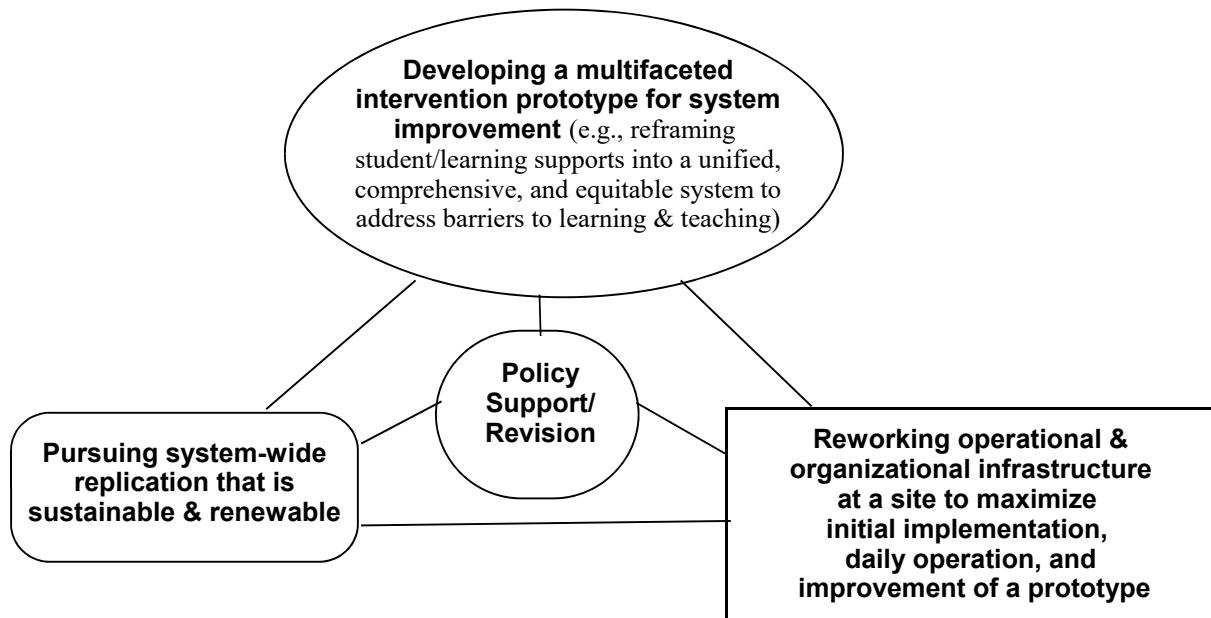 Developing a multifaceted
intervention prototype for system
improvement (e.g., reframing
student/learning supports into a unified,
comprehensive, and equitable system to
address barriers to learning & teaching)
Policy
Support/
Revision
Pursuing system-wide
replication that is
sustainable & renewable
Reworking operational &
organizational infrastructure
at a site to maximize
initial implementation,
daily operation, and
improvement of a prototype